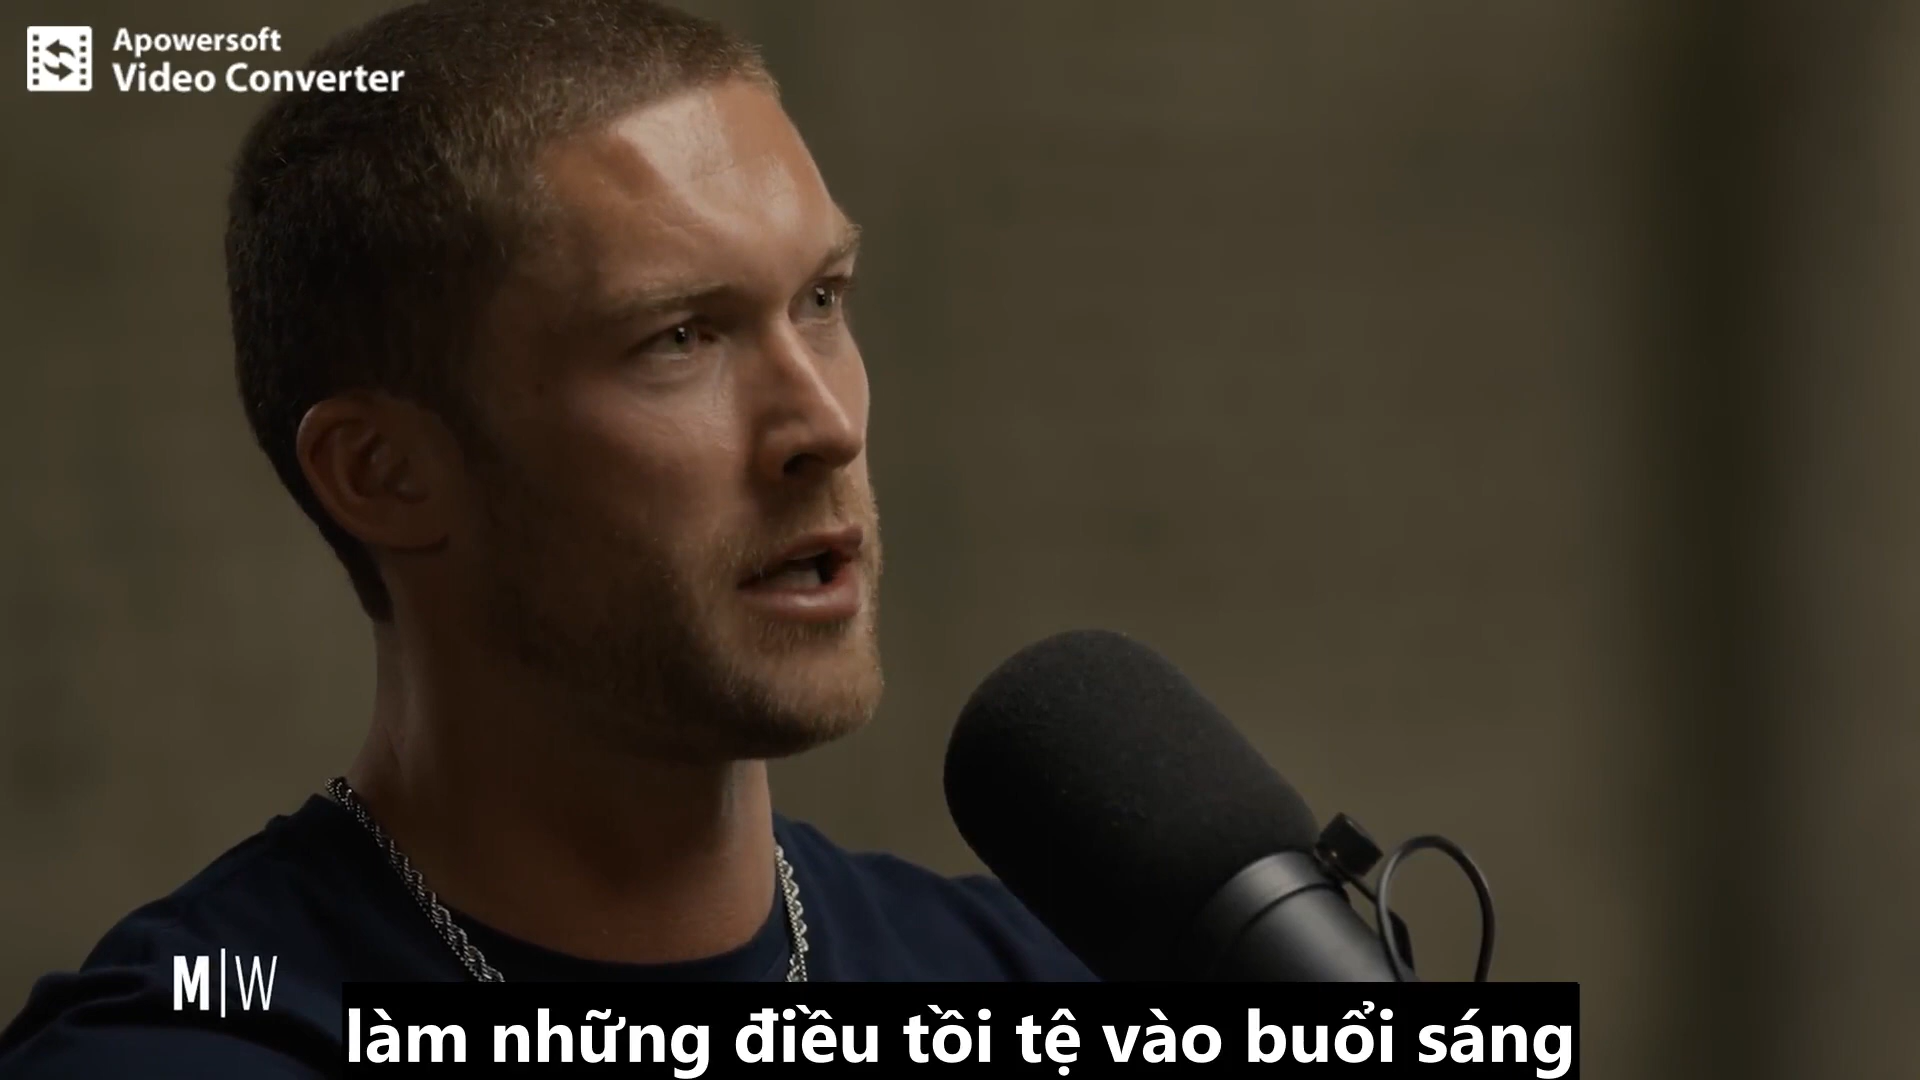 Apowersoft
Video Converter
M|W
làm những điều tồi tệ vào buổi sáng